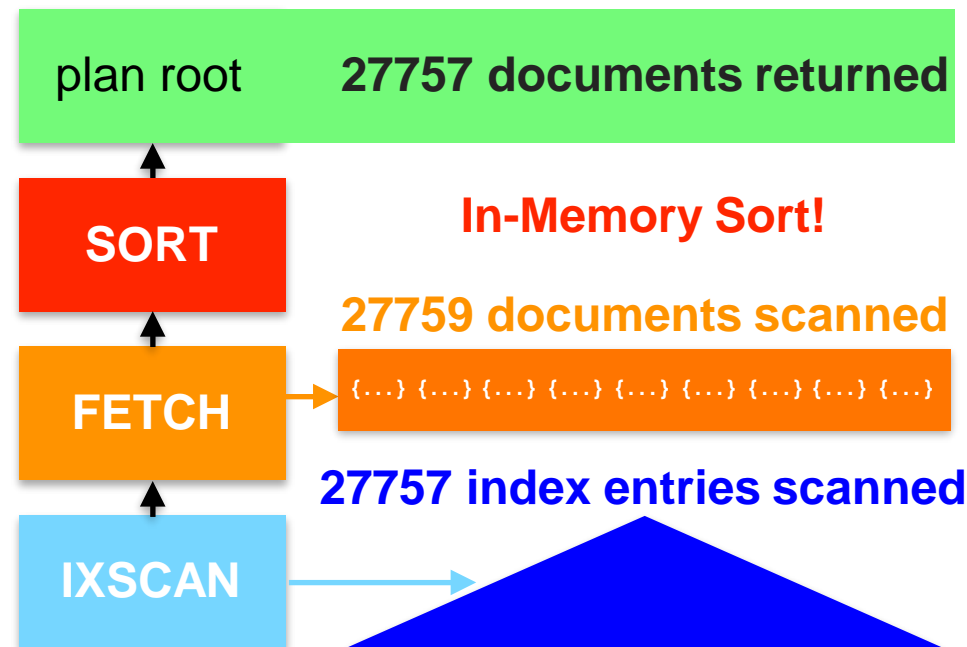 plan root 27757 documents returned
SORT In-Memory Sort!
27759 documents scanned
FETCH {...} {...} {...} {...} {...} {...} {...} {...} {...}
27757 index entries scanned
IXSCAN